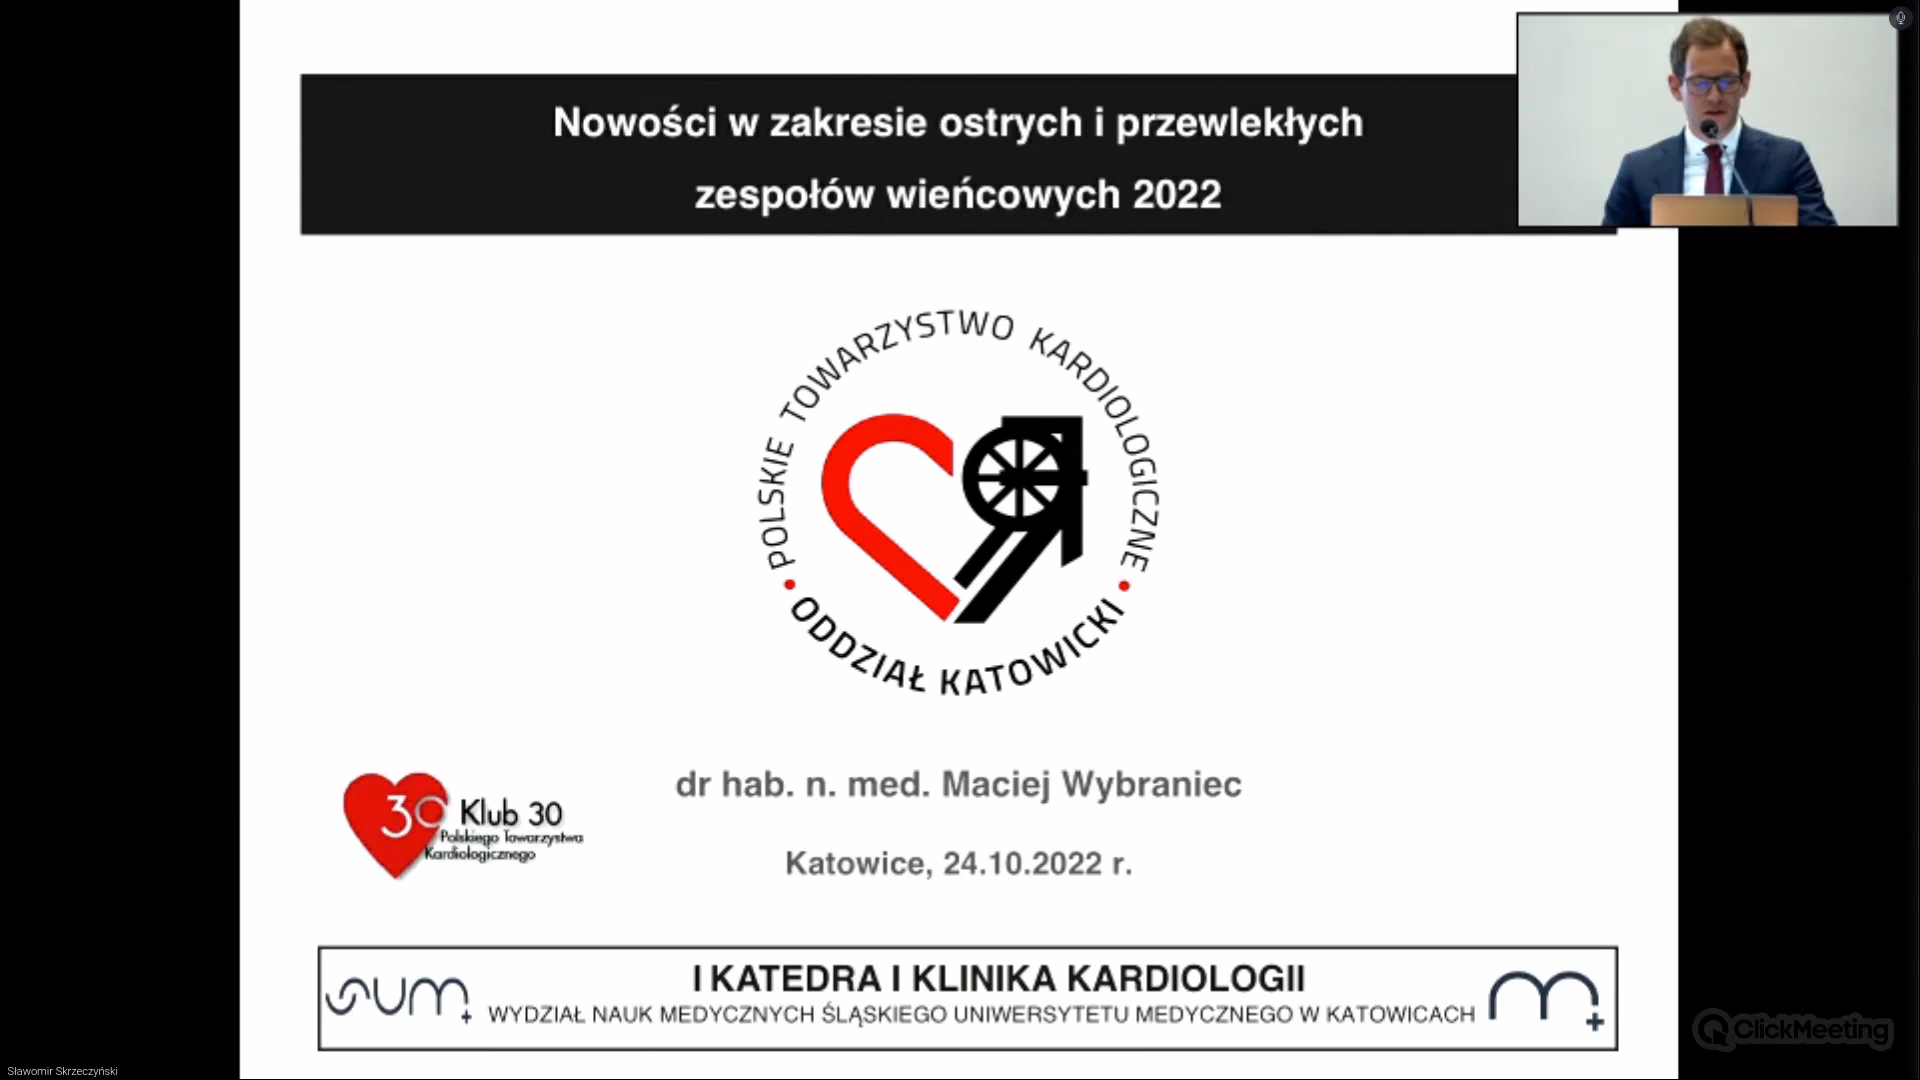 Nowości w zakresie ostrych i przewlekłych
zespołów wieńcowych 2022
POLSKIE TOWARZYSTWO KARDIOLOGICZNE
• ODDZIAŁ KATOWICKI •
30
Klub 30
Polskiego Towarzystwa
Kardiologicznego
dr hab. n. med. Maciej Wybraniec
Katowice, 24.10.2022 r.
sum
I KATEDRA I KLINIKA KARDIOLOGII
WYDZIAŁ NAUK MEDYCZNYCH ŚLĄSKIEGO UNIWERSYTETU MEDYCZNEGO W KATOWICACH
m
ClickMeeting
Sławomir Skrzeczyński